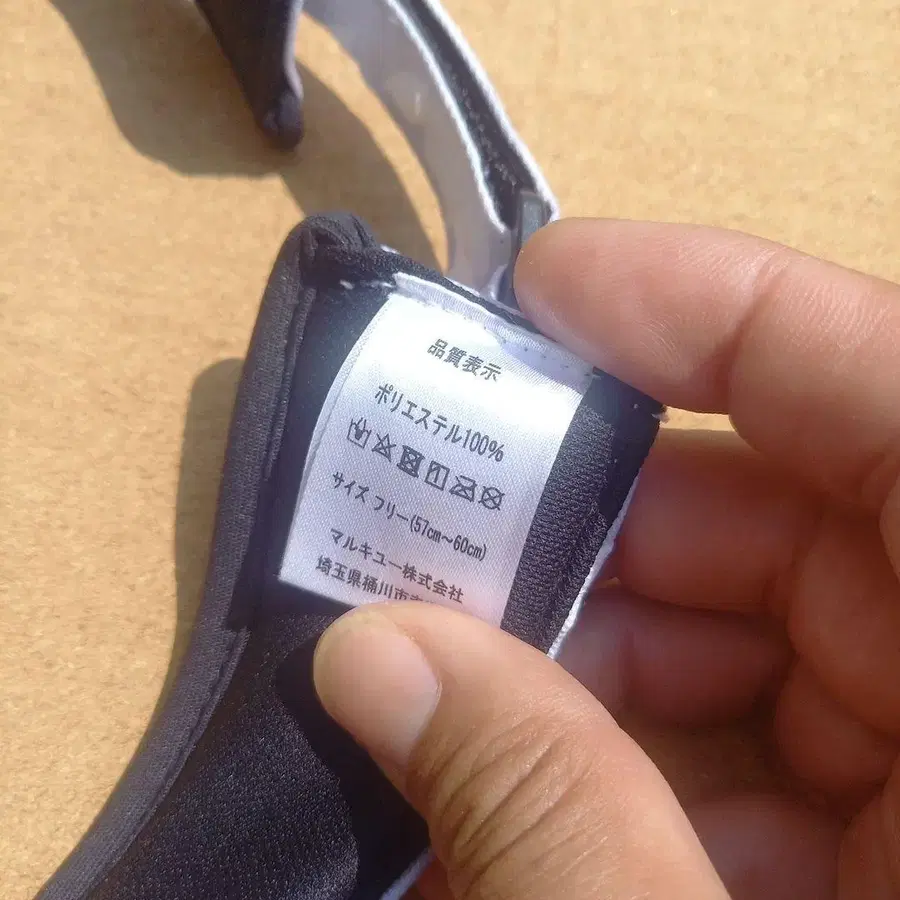 品質表示
ポリエステル100%
サイズ フリー(57cm～60cm)
マルキュー株式会社
埼玉県桶川市